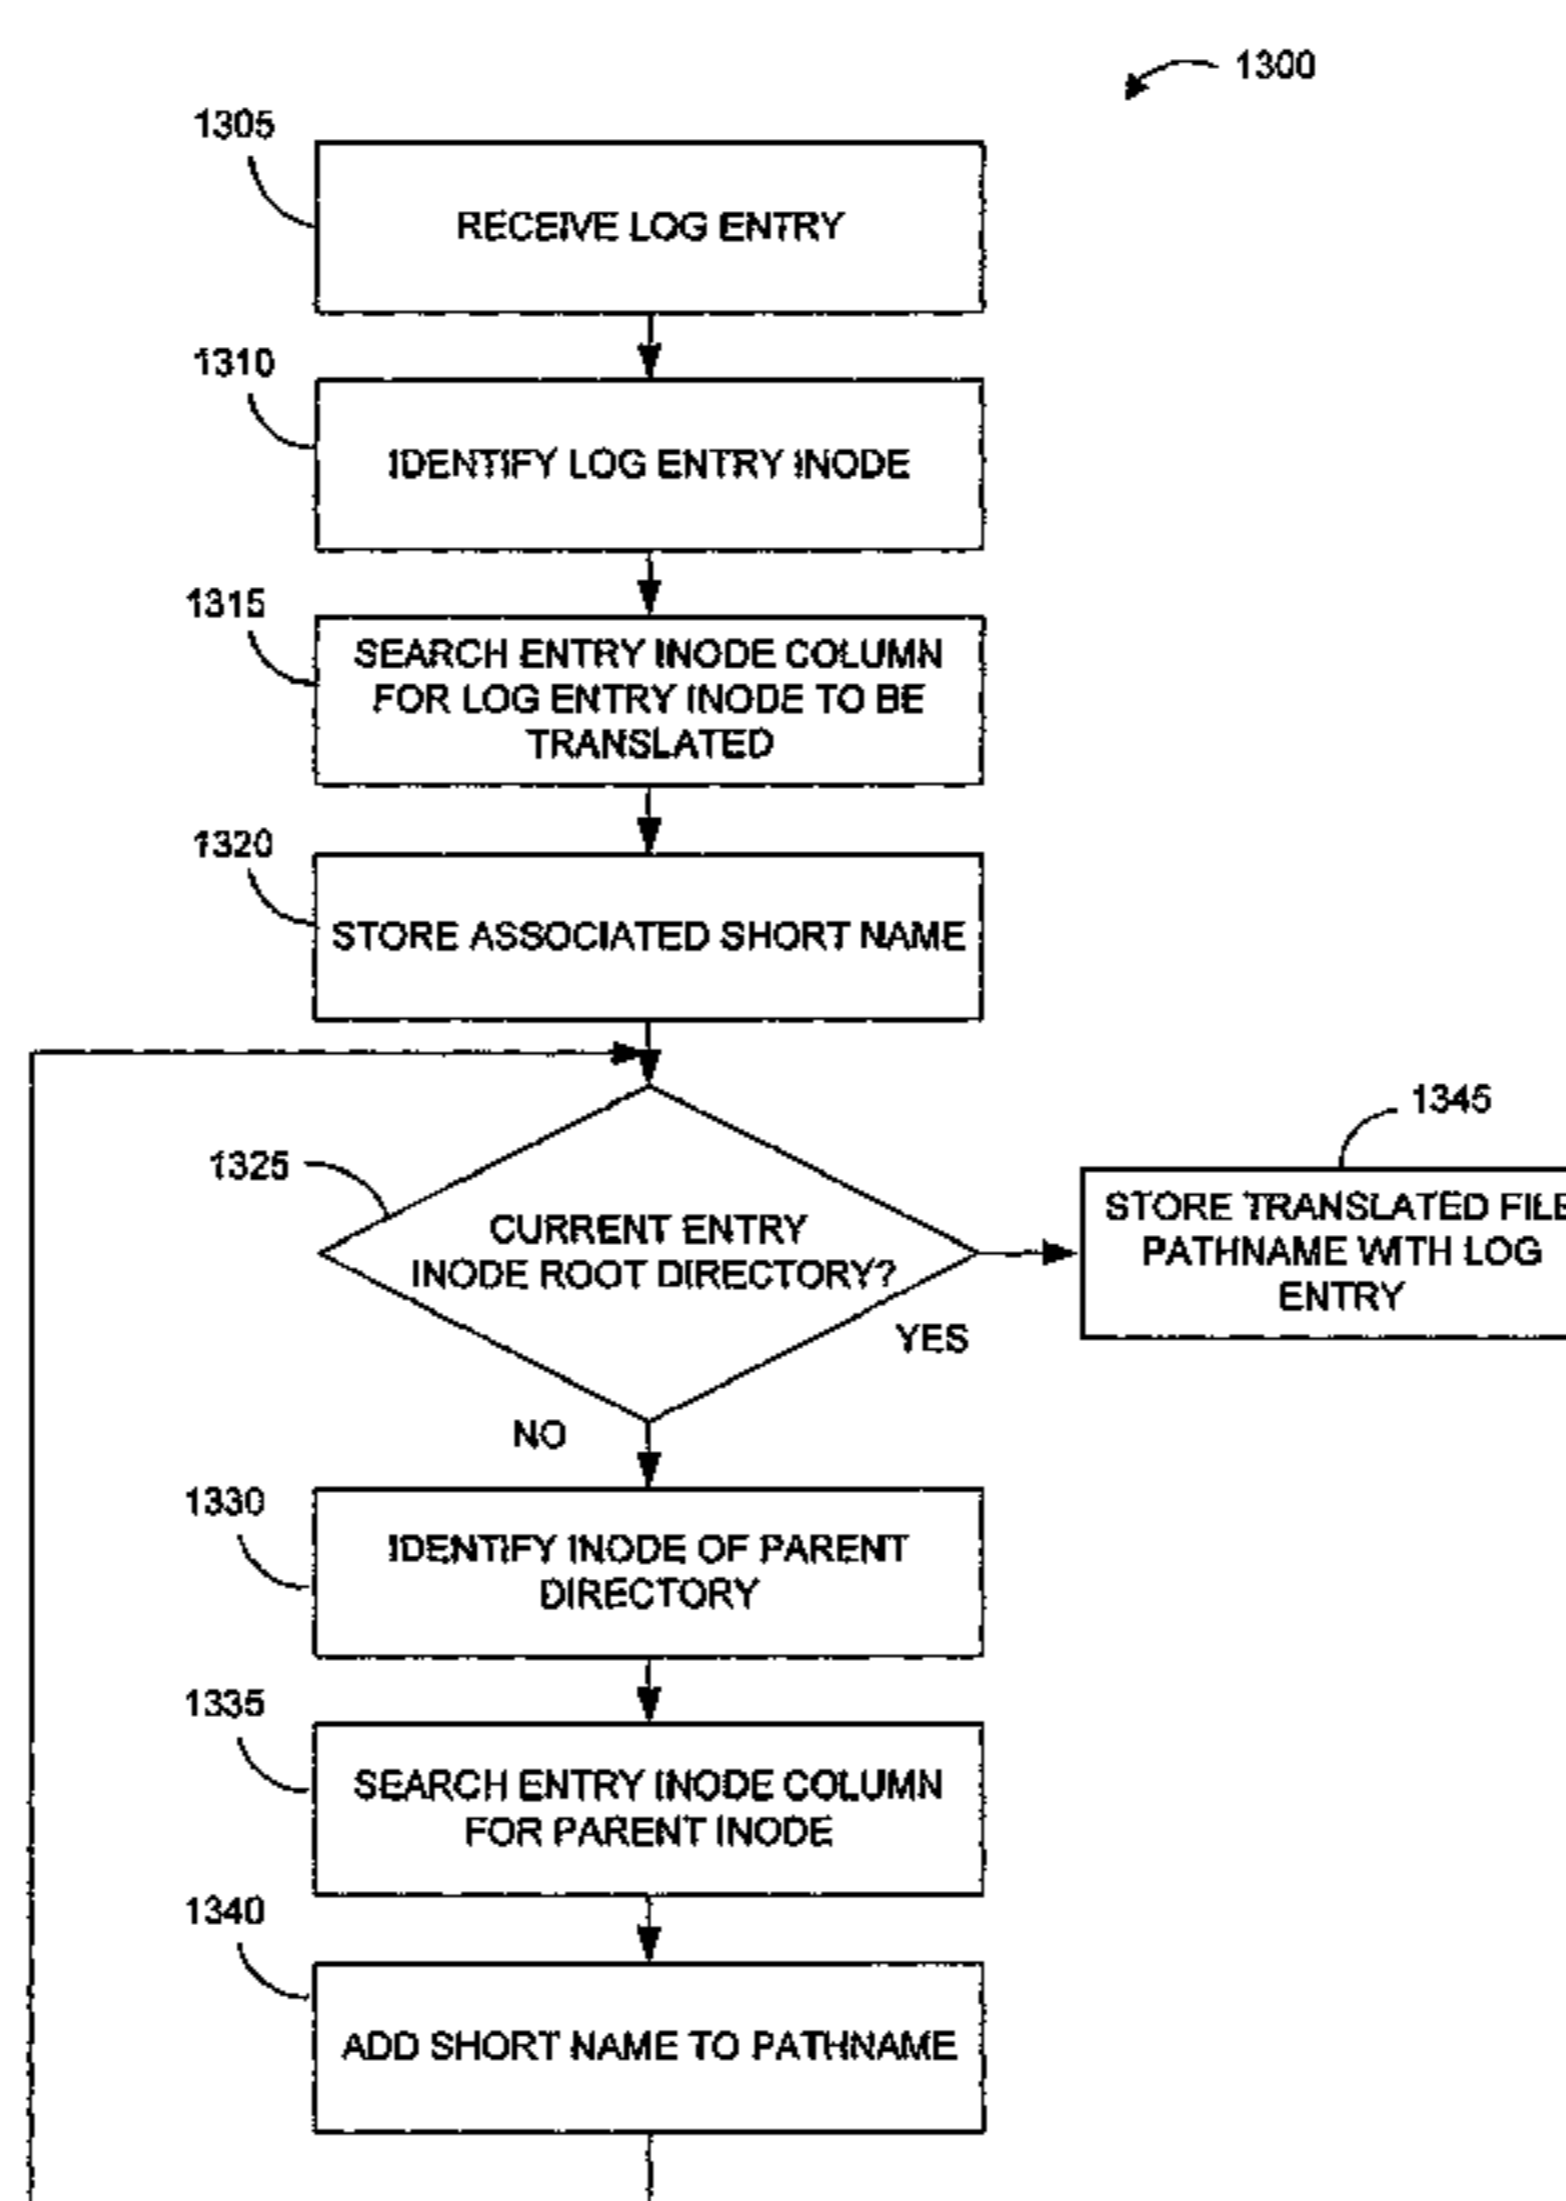 1300
1305
RECEIVE LOG ENTRY
1310
IDENTIFY LOG ENTRY INODE
1315
SEARCH ENTRY INODE COLUMN
FOR LOG ENTRY INODE TO BE
TRANSLATED
1320
STORE ASSOCIATED SHORT NAME
1325
CURRENT ENTRY
INODE ROOT DIRECTORY?
YES
NO
1345
STORE TRANSLATED FILE
PATHNAME WITH LOG
ENTRY
1330
IDENTIFY INODE OF PARENT
DIRECTORY
1335
SEARCH ENTRY INODE COLUMN
FOR PARENT INODE
1340
ADD SHORT NAME TO PATHNAME